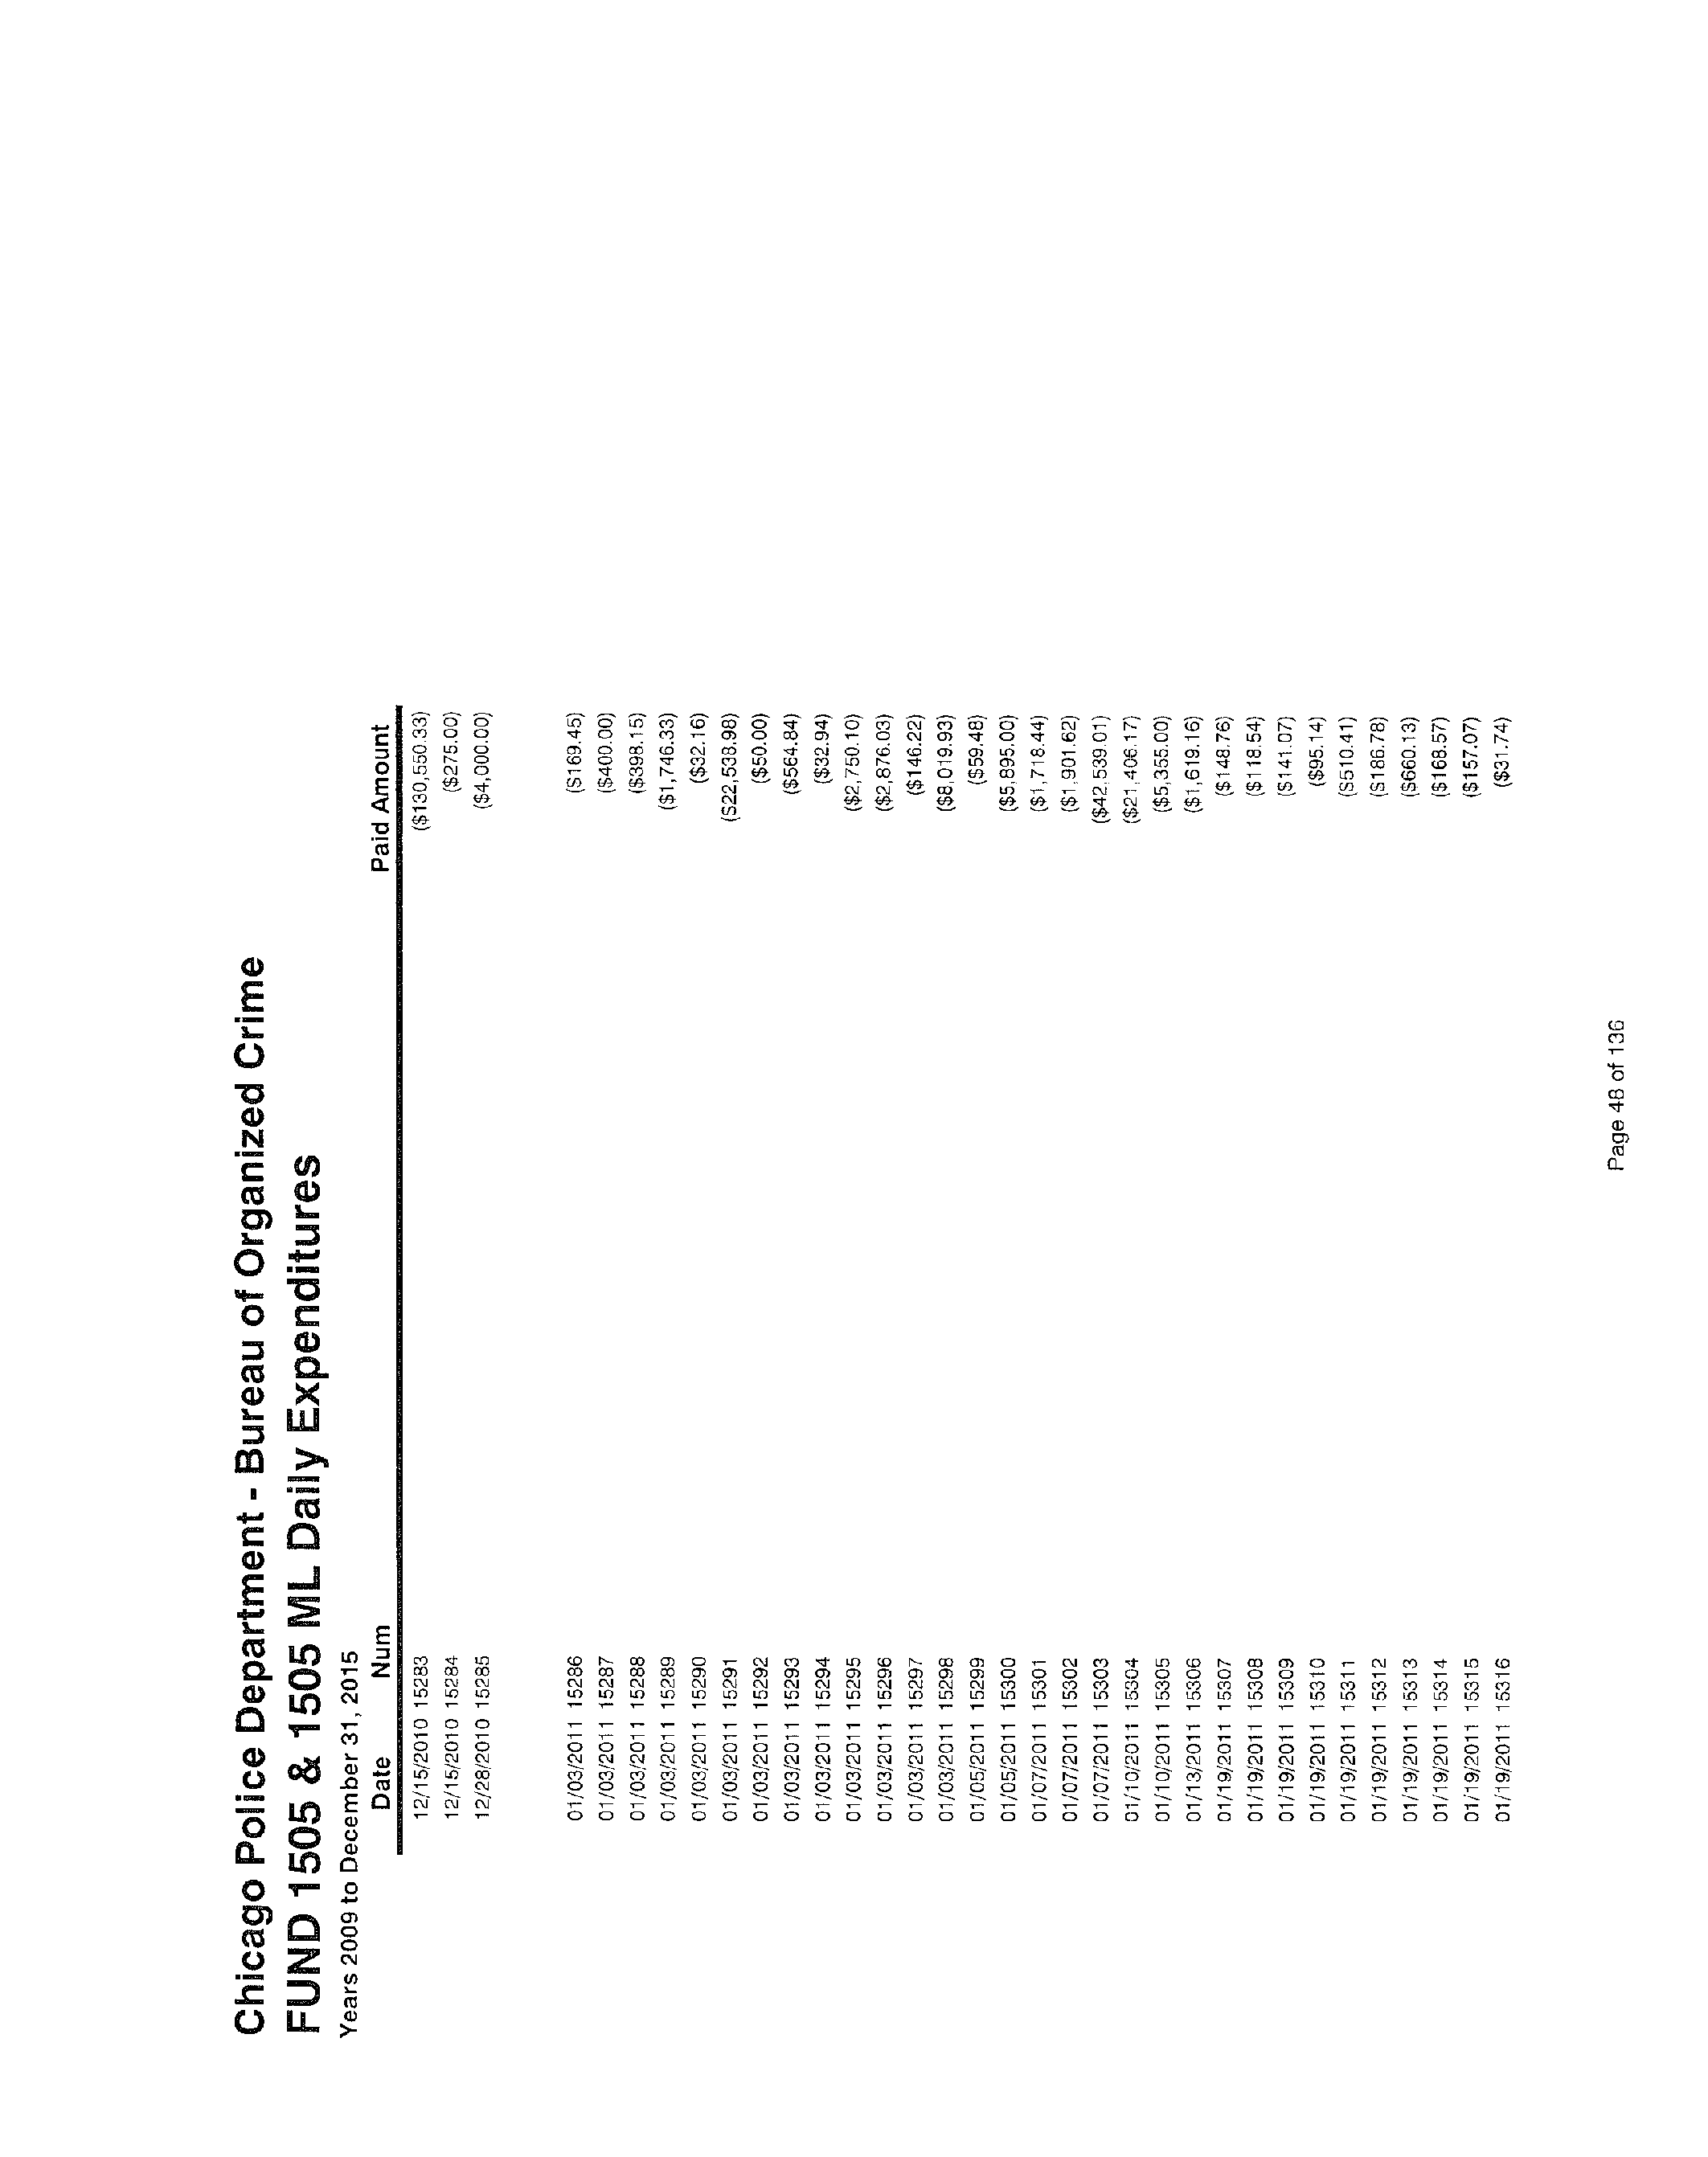 Chicago Police Department - Bureau of Organized Crime
FUND 1505 & 1505 ML Daily Expenditures
Years 2009 to December 31, 2015
Date Num Paid Amount
12/15/2010 15283 ($130,550.33)
12/15/2010 15284 ($275.00)
12/28/2010 15285 ($4,000.00)
01/03/2011 15286 ($169.45)
01/03/2011 15287 ($400.00)
01/03/2011 15288 ($398.15)
01/03/2011 15289 ($1,746.33)
01/03/2011 15290 ($32.16)
01/03/2011 15291 ($22,538.98)
01/03/2011 15292 ($50.00)
01/03/2011 15293 ($564.84)
01/03/2011 15294 ($32.94)
01/03/2011 15295 ($2,750.10)
01/03/2011 15296 ($2,876.03)
01/03/2011 15297 ($146.22)
01/03/2011 15298 ($8,019.93)
01/05/2011 15299 ($59.48)
01/05/2011 15300 ($5,895.00)
01/07/2011 15301 ($1,718.44)
01/07/2011 15302 ($1,901.62)
01/07/2011 15303 ($42,539.01)
01/10/2011 15304 ($21,406.17)
01/10/2011 15305 ($5,355.00)
01/13/2011 15306 ($1,619.16)
01/19/2011 15307 ($148.76)
01/19/2011 15308 ($118.54)
01/19/2011 15309 ($141.07)
01/19/2011 15310 ($95.14)
01/19/2011 15311 ($510.41)
01/19/2011 15312 ($186.78)
01/19/2011 15313 ($660.13)
01/19/2011 15314 ($168.57)
01/19/2011 15315 ($157.07)
01/19/2011 15316 ($31.74)
Page 48 of 136